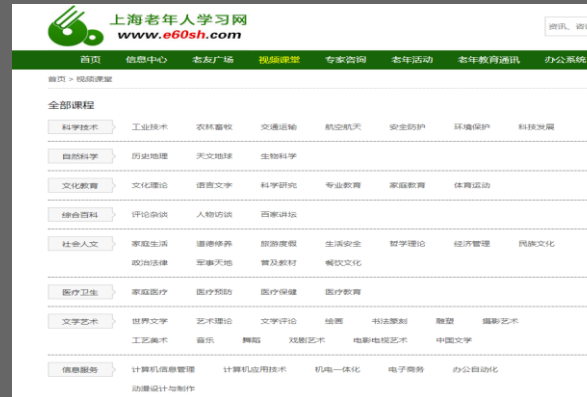 上海老年人学习网
www.e60sh.com
资讯、咨
首页 信息中心 老友广场 视频课堂 专家咨询 老年活动 老年教育通讯 办公系统
首页 > 视频课堂
全部课程
科学技术 工业技术 农林畜牧 交通运输 航空航天 安全防护 环境保护 科技发展
自然科学 历史地理 天文地球 生物科学
文化教育 文化理论 语言文字 科学研究 专业教育 家庭教育 体育运动
综合百科 评论杂谈 人物访谈 百家讲坛
社会人文 家庭生活 道德修养 旅游度假 生活安全 哲学理论 经济管理 民族文化
政治法律 军事天地 普及教材 餐饮文化
医疗卫生 家庭医疗 医疗预防 医疗保健 医疗教育
文学艺术 世界文学 艺术理论 文学评论 绘画 书法篆刻 雕塑 摄影艺术
工艺美术 音乐 舞蹈 戏剧艺术 电影电视艺术 中国文学
信息服务 计算机信息管理 计算机应用技术 机电一体化 电子商务 办公自动化
动漫设计与制作